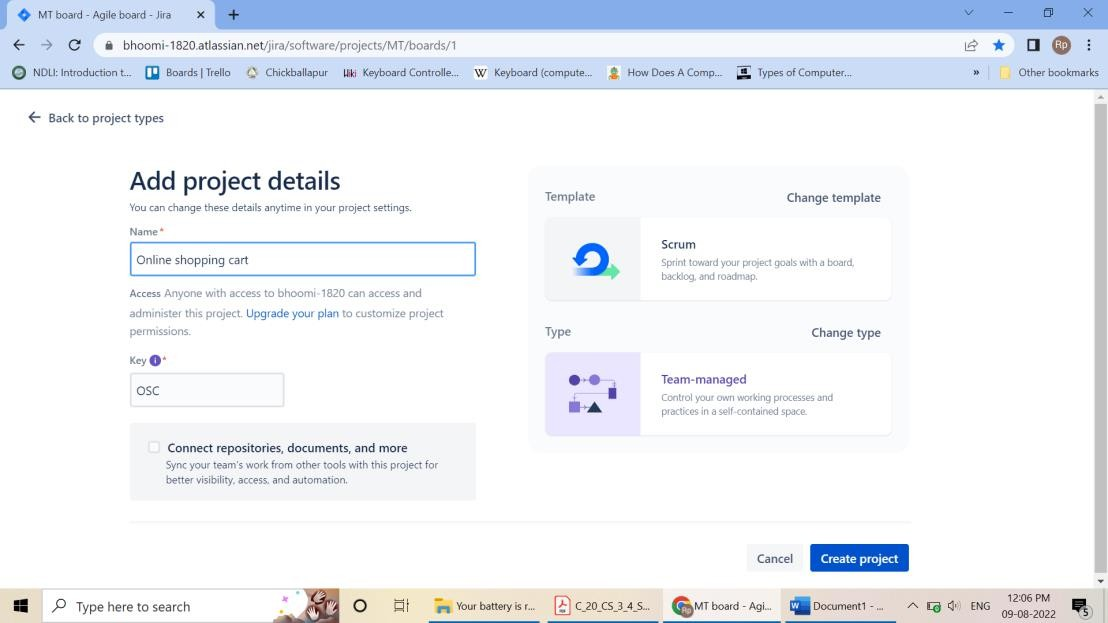 MT board - Agile board - Jira
bhoomi-1820.atlassian.net/jira/software/projects/MT/boards/1
Rp
NDLI: Introduction t... Boards | Trello Chickballapur Wiki Keyboard Controlle... W Keyboard (compute... How Does A Comp... Types of Computer... » Other bookmarks
Back to project types
Add project details
You can change these details anytime in your project settings.
Name*
Online shopping cart
Access Anyone with access to bhoomi-1820 can access and
administer this project. Upgrade your plan to customize project
permissions.
Key i *
OSC
Connect repositories, documents, and more
Sync your team's work from other tools with this project for
better visibility, access, and automation.
Template Change template
Scrum
Sprint toward your project goals with a board,
backlog, and roadmap.
Type Change type
Team-managed
Control your own working processes and
practices in a self-contained space.
Cancel Create project
Type here to search
Your battery is r... C_20_CS_3_4_S... MT board - Agi... Document1 - ... ENG
12:06 PM
09-08-2022
5